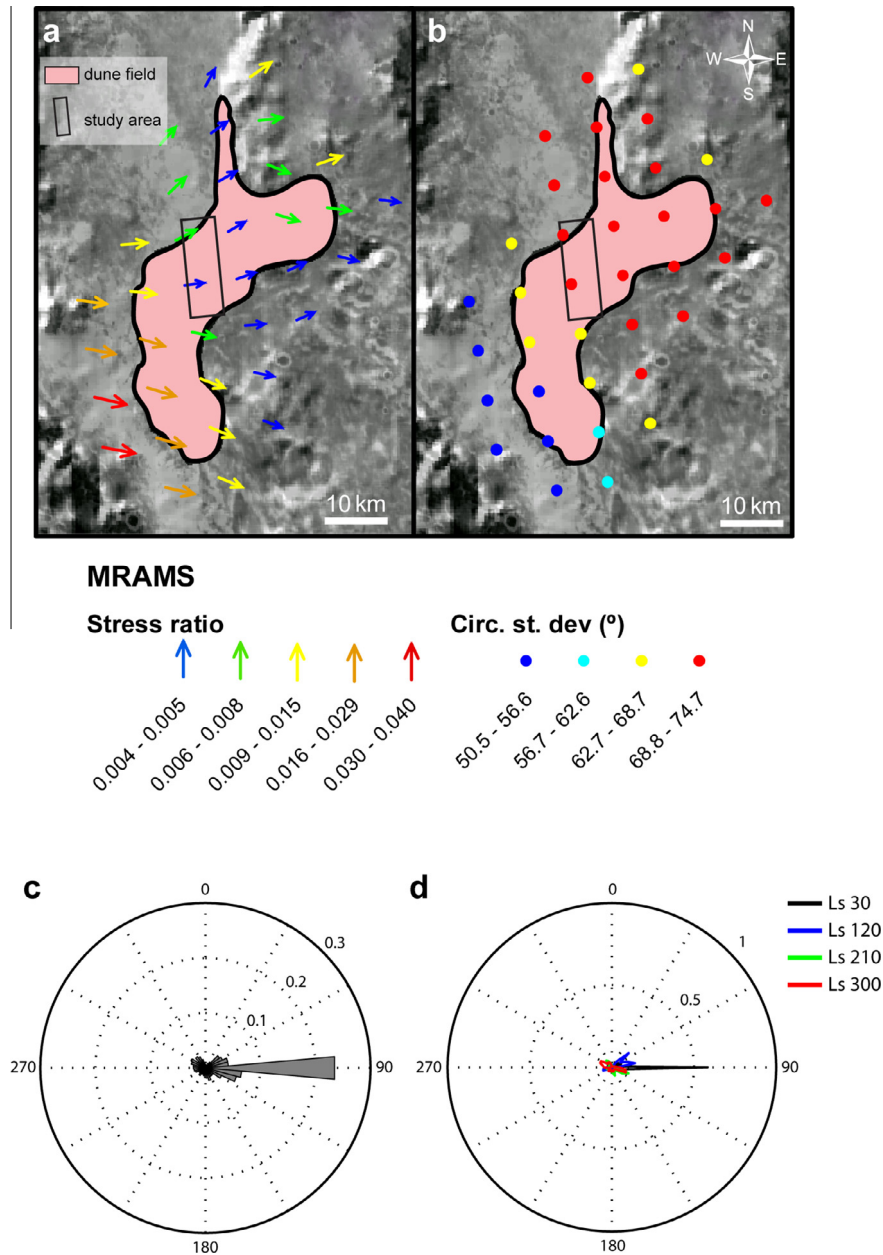 a
dune field
study area
10 km
b
N
W E
S
10 km
MRAMS
Stress ratio
0.004 - 0.005
0.006 - 0.008
0.009 - 0.015
0.016 - 0.029
0.030 - 0.040
Circ. st. dev (º)
50.5 - 56.6
56.7 - 62.6
62.7 - 68.7
68.8 - 74.7
c
0
0.3
0.2
0.1
270
90
180
d
0
1
0.5
270
90
180
Ls 30
Ls 120
Ls 210
Ls 300